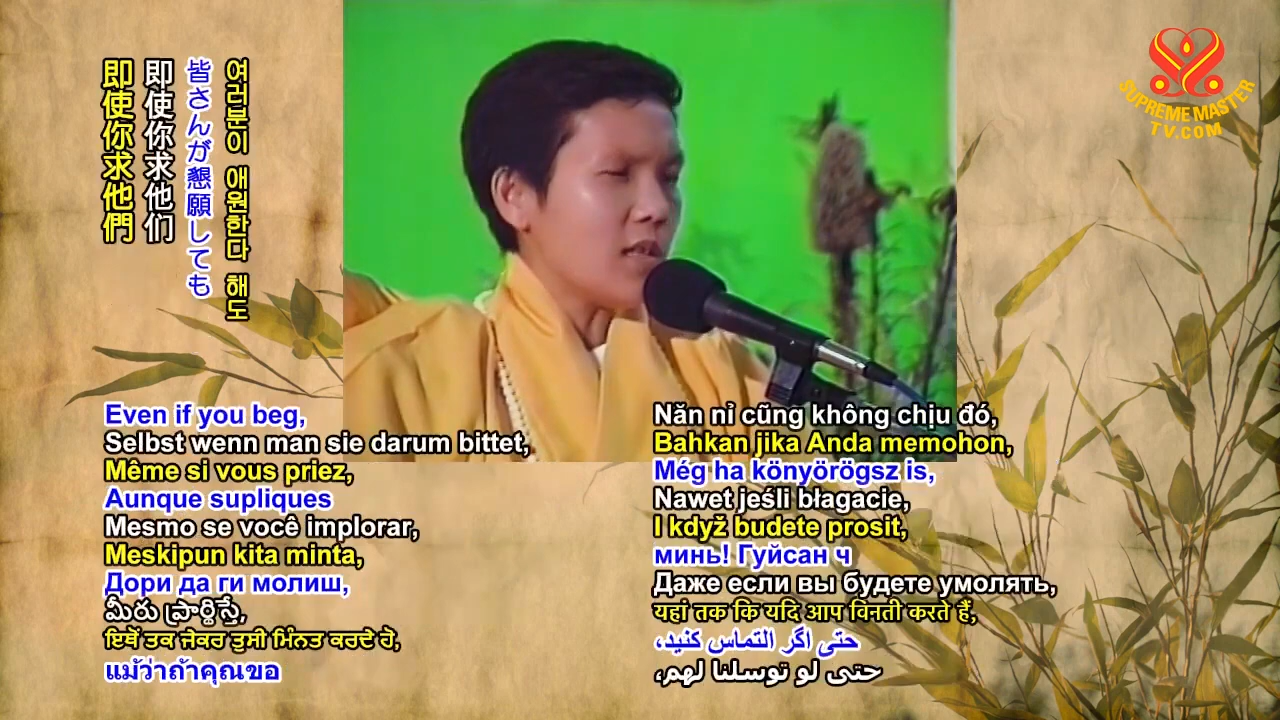 即使你求他們
即使你求他们
皆さんが懇願しても
여러분이 애원한다 해도
SUPREME MASTER
TV.COM
Even if you beg,
Selbst wenn man sie darum bittet,
Même si vous priez,
Aunque supliques
Mesmo se você implorar,
Meskipun kita minta,
Дори да ги молиш,
మీరు ప్రార్థిస్తే,
ਇਥੋਂ ਤਕ ਜੇਕਰ ਤੁਸੀ ਮਿੰਨਤ ਕਰਦੇ ਹੋ,
แม้ว่าถ้าคุณขอ
Năn nỉ cũng không chịu đó,
Bahkan jika Anda memohon,
Még ha könyörögsz is,
Nawet jeśli błagacie,
I když budete prosit,
минь! Гуйсан ч
Даже если вы будете умолять,
यहां तक कि यदि आप विनती करते हैं,
حتی اگر التماس کنید،
حتى لو توسلنا لهم،